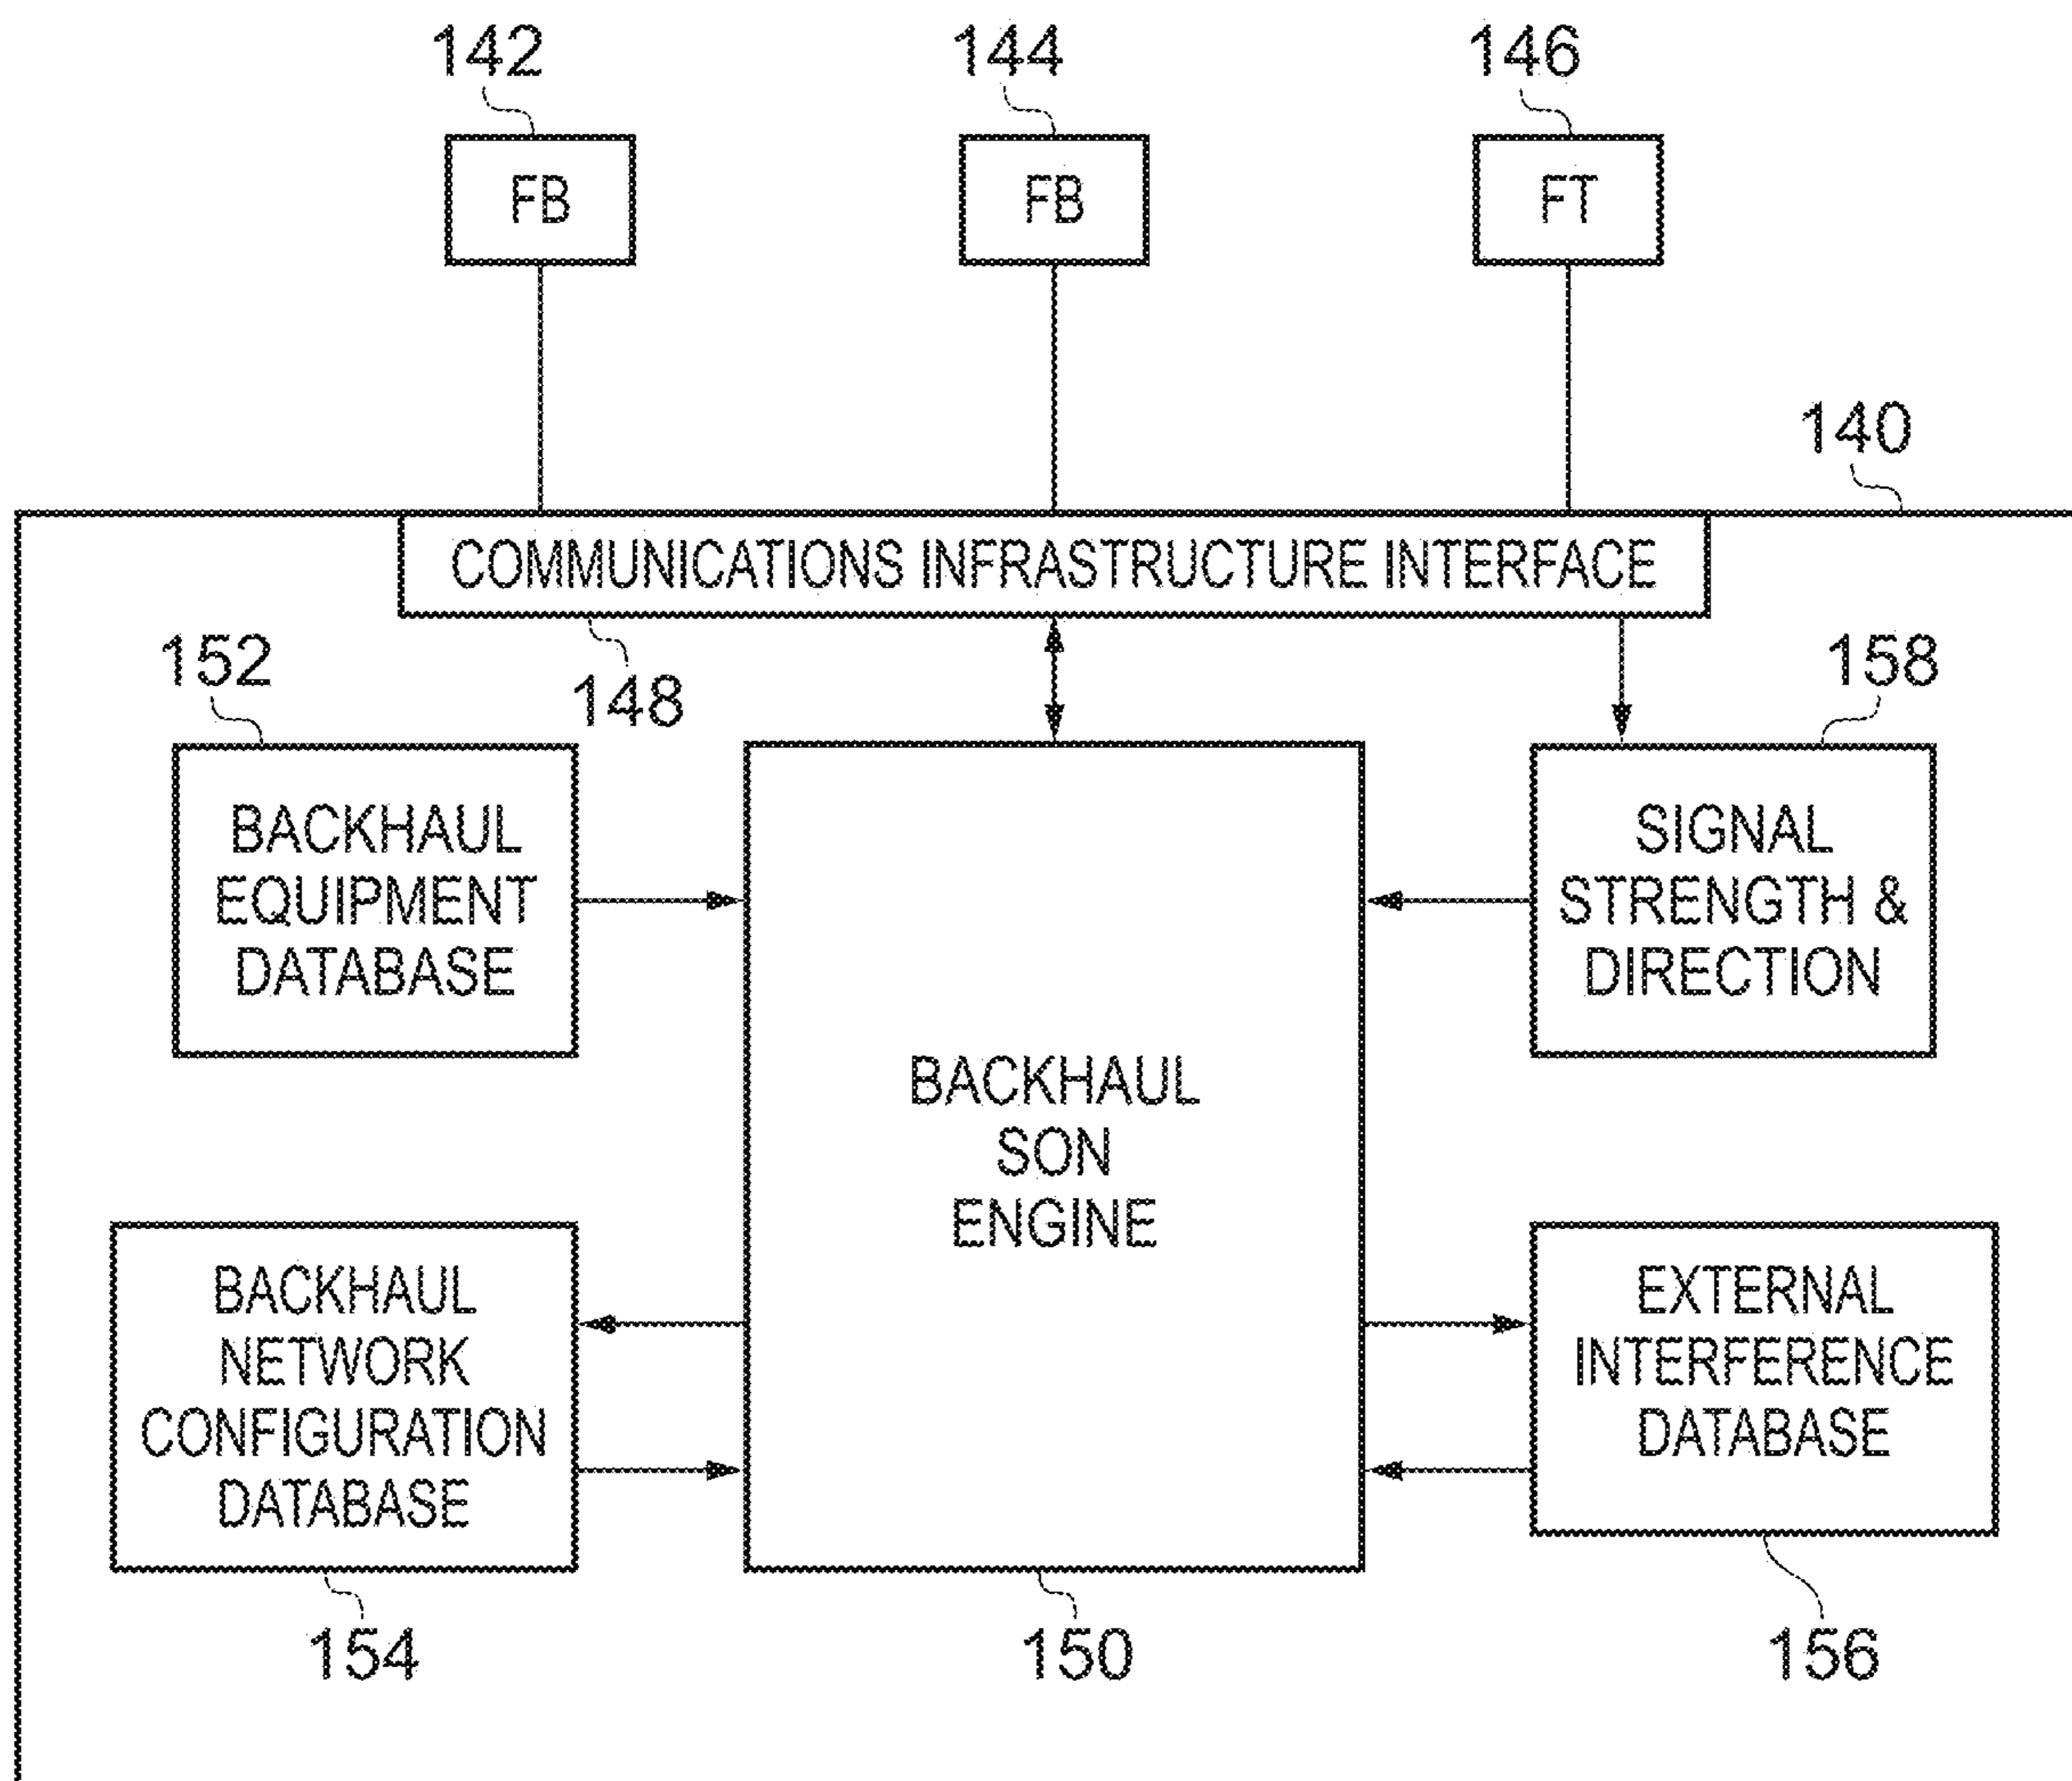 142
144
146
FB
FB
FT
140
COMMUNICATIONS INFRASTRUCTURE INTERFACE
152
148
158
BACKHAUL
EQUIPMENT
DATABASE
SIGNAL
STRENGTH &
DIRECTION
BACKHAUL
SON
ENGINE
BACKHAUL
NETWORK
CONFIGURATION
DATABASE
EXTERNAL
INTERFERENCE
DATABASE
154
150
156